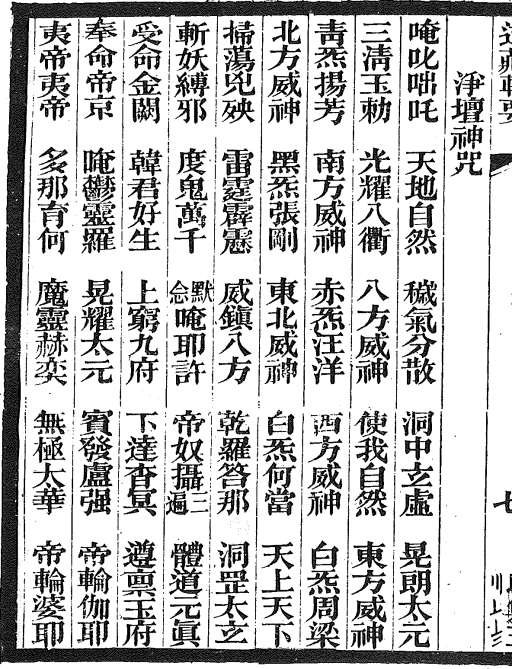 淨壇神咒
唵叱咄吒　天地自然　穢氣分散　洞中玄虛　晃朗太元
三淸玉勅　光耀八衢　八方威神　使我自然　東方威神
靑炁揚芳　南方威神　赤炁汪洋　西方威神　白炁周梁
北方威神　黑炁張剛　東北威神　白炁何當　天上天下
掃蕩兇殃　雷霆霹靂　威鎮八方　乾羅答那　洞罡太玄
斬妖縛邪　度鬼萬千　默念唵耶許　帝奴攝三遍　體道元眞
受命金闕　韓君好生　上窮九府　下達杳冥　遵稟玉府
奉命帝京　唵鬱靈羅　晃耀太元　賓發盧强　帝輪伽耶
夷帝夷帝　多那育何　魔靈赫奕　無極太華　帝輪婆耶